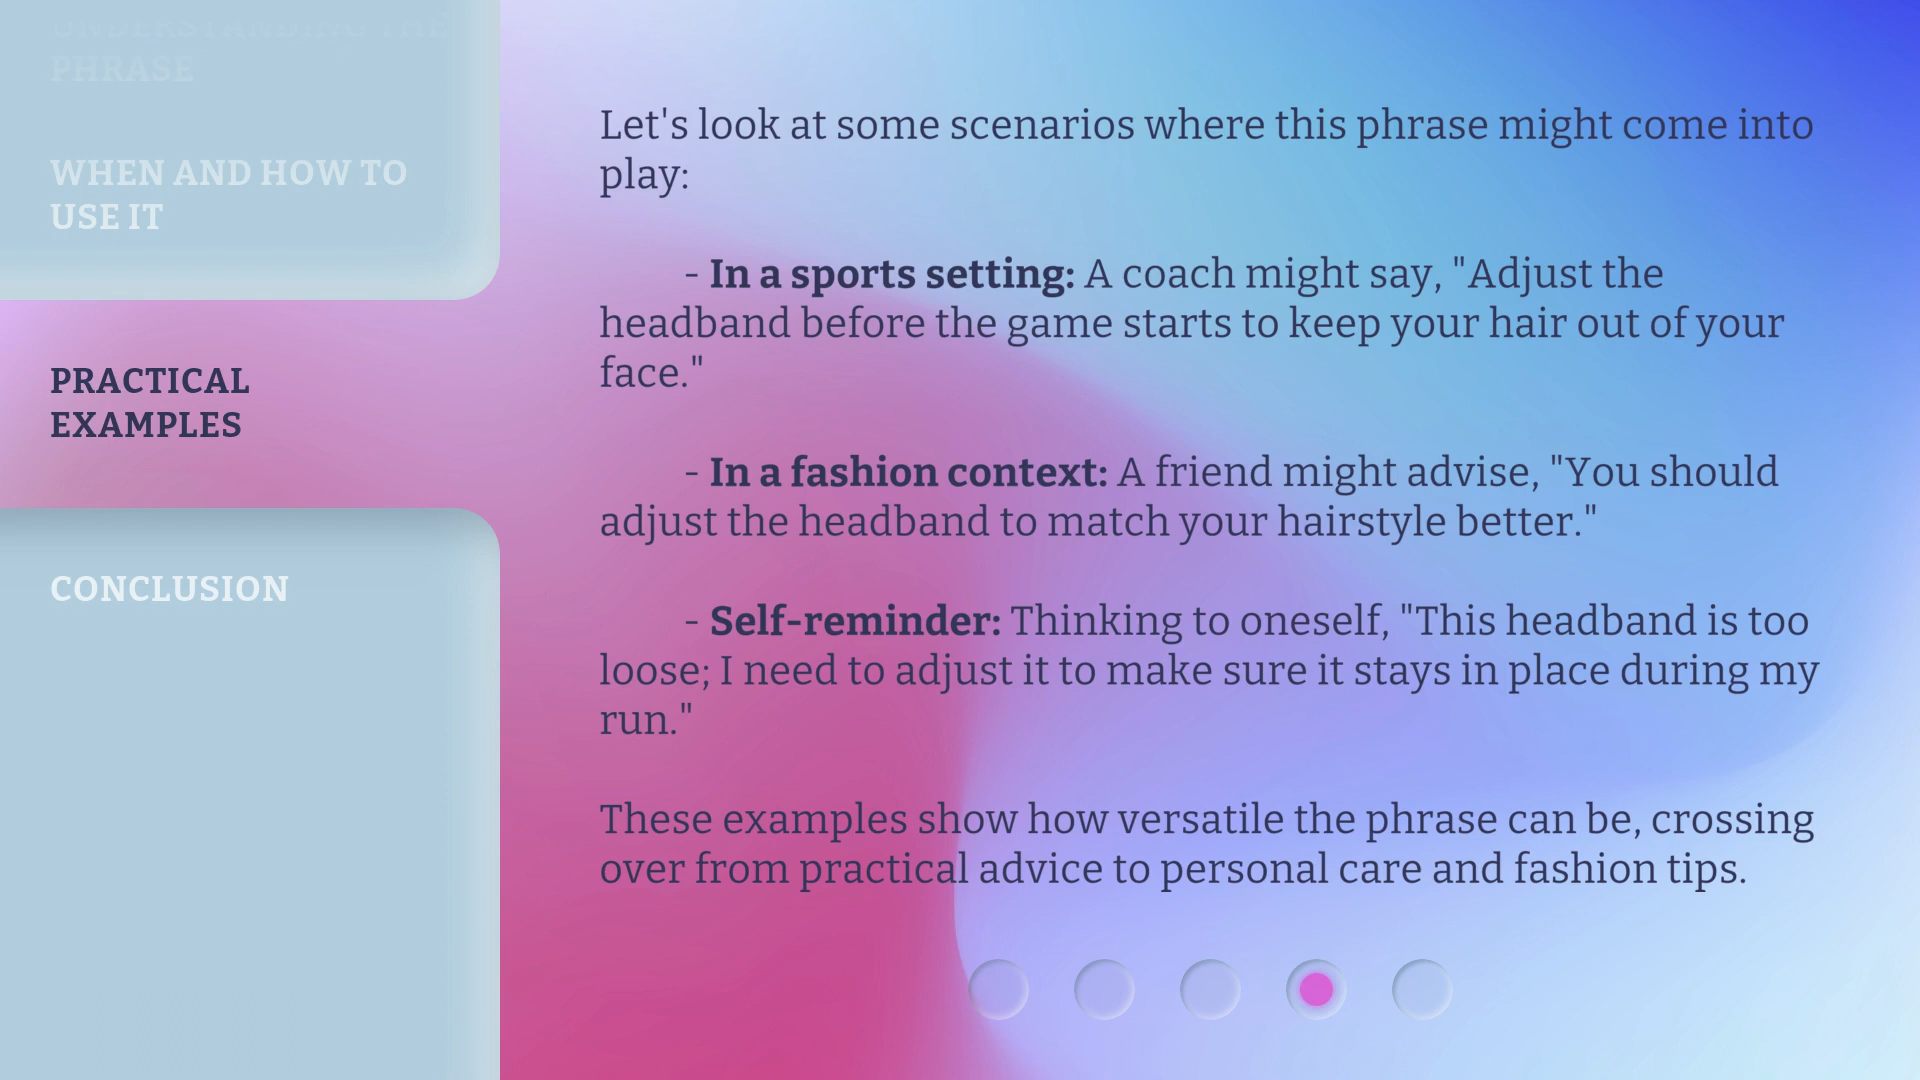 UNDERSTANDING THE
PHRASE
WHEN AND HOW TO
USE IT
PRACTICAL
EXAMPLES
CONCLUSION
Let's look at some scenarios where this phrase might come into
play:
- In a sports setting: A coach might say, "Adjust the
headband before the game starts to keep your hair out of your
face."
- In a fashion context: A friend might advise, "You should
adjust the headband to match your hairstyle better."
- Self-reminder: Thinking to oneself, "This headband is too
loose; I need to adjust it to make sure it stays in place during my
run."
These examples show how versatile the phrase can be, crossing
over from practical advice to personal care and fashion tips.